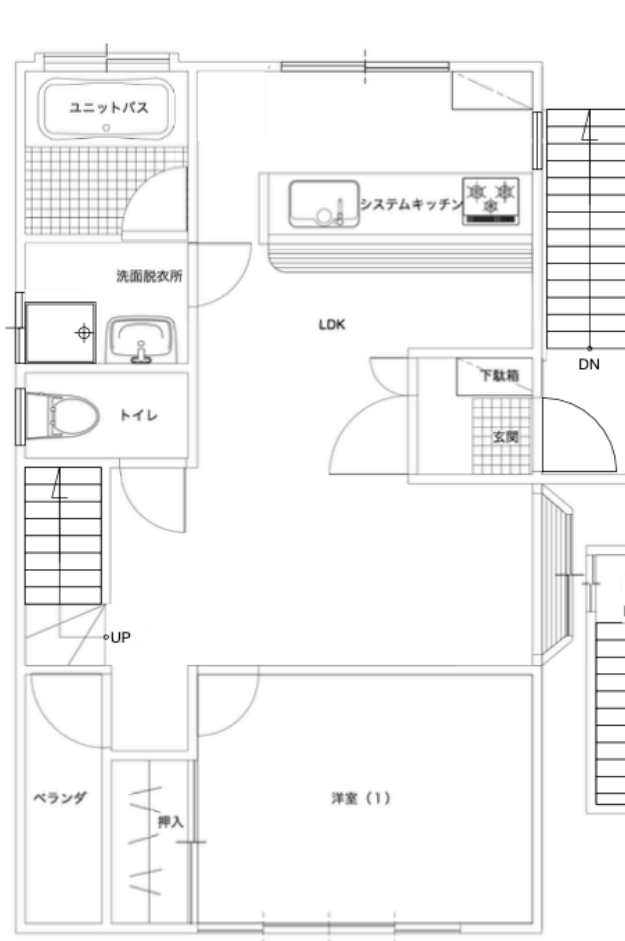 ユニットバス
システムキッチン
洗面脱衣所
LDK
DN
下駄箱
トイレ
玄関
UP
ベランダ
洋室(1)
押入